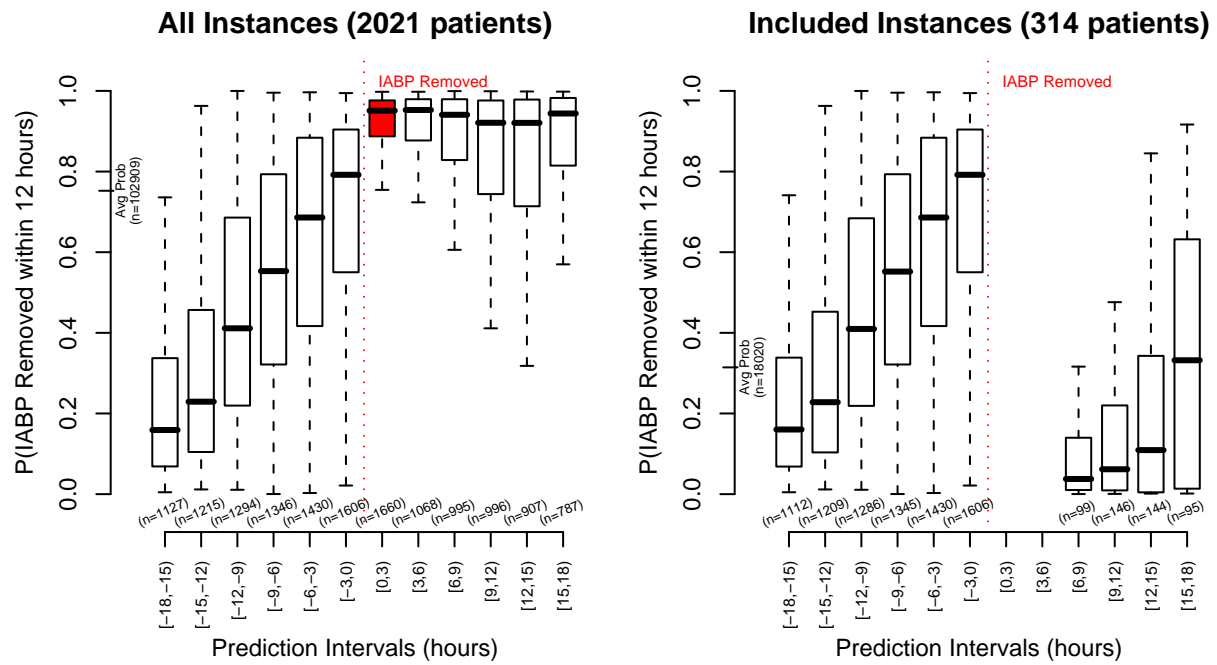 All Instances (2021 patients)
IABP Removed
P(IABP Removed within 12 hours)
0.0
0.2
0.4
0.6
0.8
1.0
Avg Prob
(n=102909)
(n=1127)
(n=1215)
(n=1294)
(n=1346)
(n=1430)
(n=1606)
(n=1660)
(n=1068)
(n=995)
(n=996)
(n=907)
(n=787)
[−18,−15)
[−15,−12)
[−12,−9)
[−9,−6)
[−6,−3)
[−3,0)
[0,3)
[3,6)
[6,9)
[9,12)
[12,15)
[15,18)
Prediction Intervals (hours)
Included Instances (314 patients)
IABP Removed
P(IABP Removed within 12 hours)
0.0
0.2
0.4
0.6
0.8
1.0
Avg Prob
(n=18020)
(n=1112)
(n=1209)
(n=1286)
(n=1345)
(n=1430)
(n=1606)
(n=99)
(n=146)
(n=144)
(n=95)
[−18,−15)
[−15,−12)
[−12,−9)
[−9,−6)
[−6,−3)
[−3,0)
[0,3)
[3,6)
[6,9)
[9,12)
[12,15)
[15,18)
Prediction Intervals (hours)